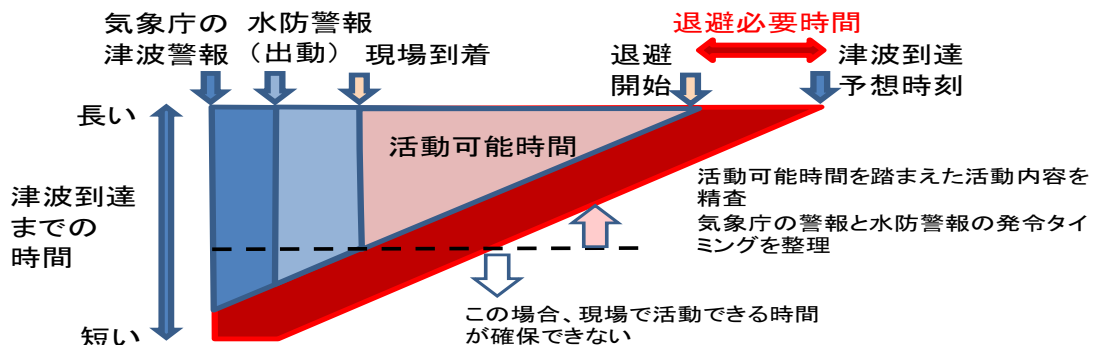 退避必要時間
気象庁の
津波警報
水防警報
（出動）
現場到着
退避
開始
津波到達
予想時刻
長い
活動可能時間
津波到達
までの
時間
活動可能時間を踏まえた活動内容を
精査
気象庁の警報と水防警報の発令タイ
ミングを整理
この場合、現場で活動できる時間
が確保できない
短い